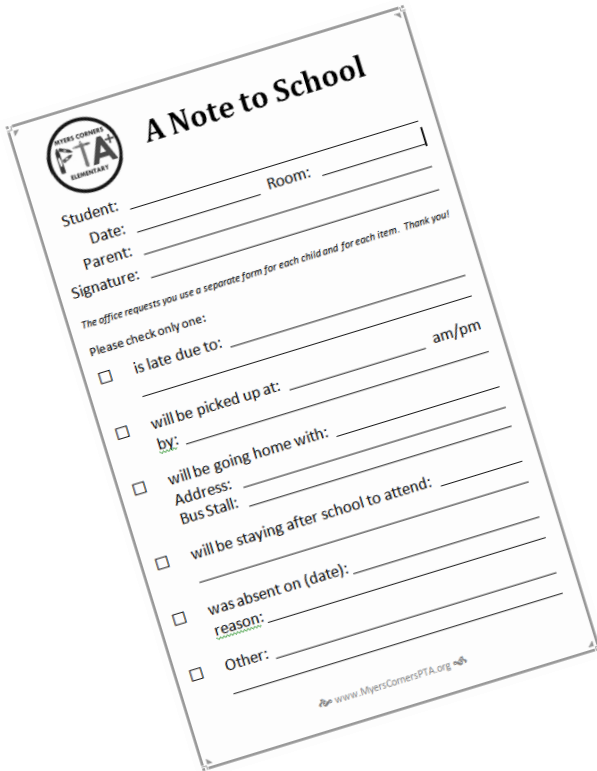 A Note to School
MYERS CORNERS
PTA+
ELEMENTARY
Student:
Date: Room:
Parent:
Signature:
The office requests you use a separate form for each child and for each item. Thank you!
Please check only one:
☐ is late due to:
☐ will be picked up at: am/pm
by:
☐ will be going home with:
Address:
Bus Stall:
☐ will be staying after school to attend:
☐ was absent on (date):
reason:
☐ Other:
www.MyersCornersPTA.org